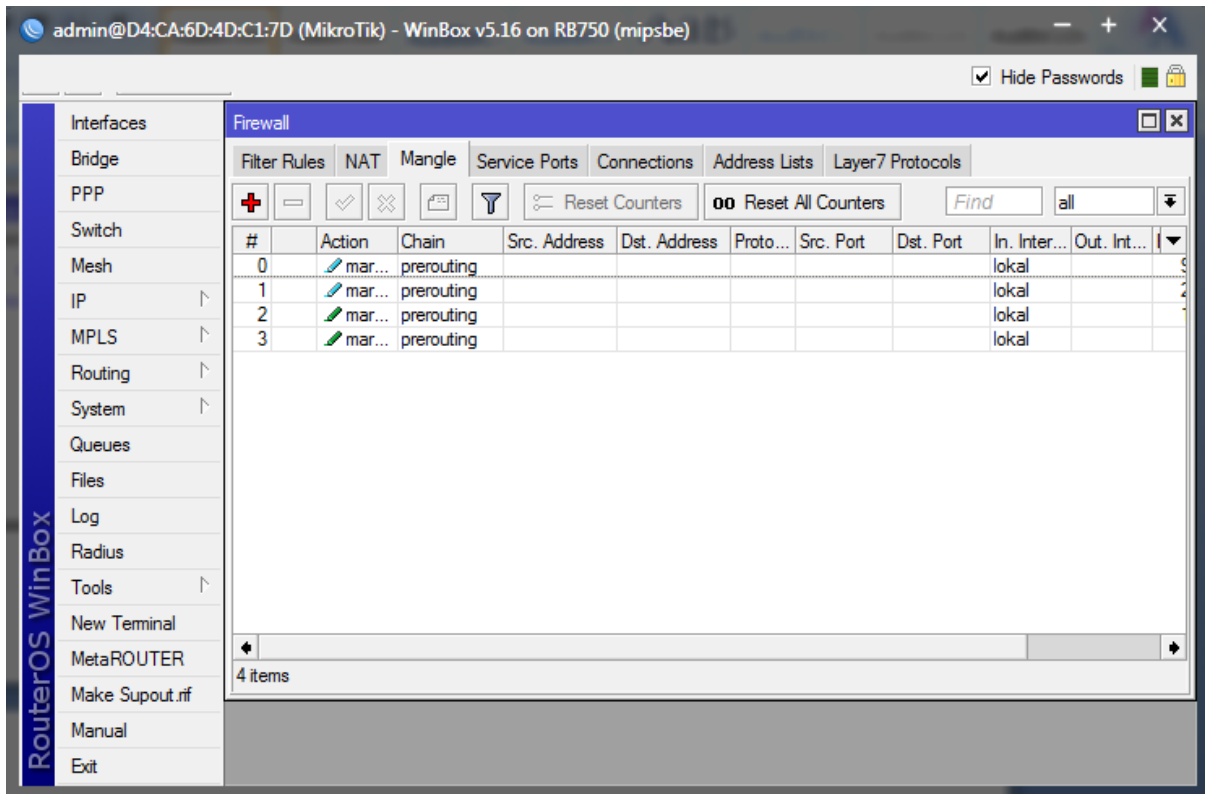 admin@D4:CA:6D:4D:C1:7D (MikroTik) - WinBox v5.16 on RB750 (mipsbe)
Hide Passwords
RouterOS WinBox
Interfaces
Bridge
PPP
Switch
Mesh
IP
MPLS
Routing
System
Queues
Files
Log
Radius
Tools
New Terminal
MetaROUTER
Make Supout.rif
Manual
Exit
Firewall
Filter Rules NAT Mangle Service Ports Connections Address Lists Layer7 Protocols
Reset Counters 00 Reset All Counters Find all
# Action Chain Src. Address Dst. Address Proto... Src. Port Dst. Port In. Inter... Out. Int...
0 mar... prerouting lokal
1 mar... prerouting lokal
2 mar... prerouting lokal
3 mar... prerouting lokal
4 items